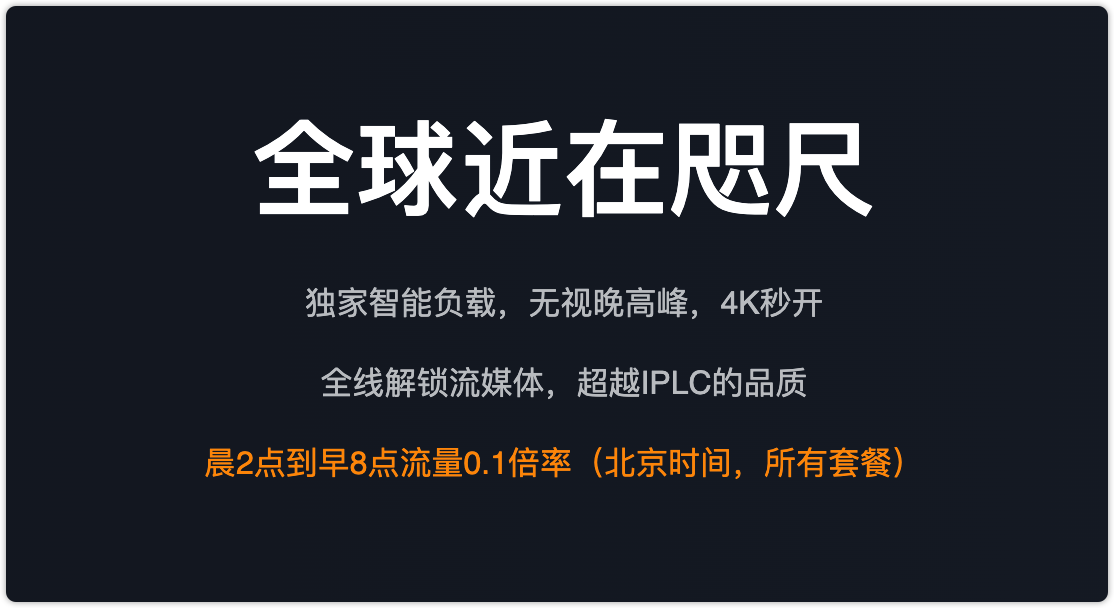 全球近在咫尺
独家智能负载，无视晚高峰，4K秒开
全线解锁流媒体，超越IPLC的品质
晨2点到早8点流量0.1倍率（北京时间，所有套餐）